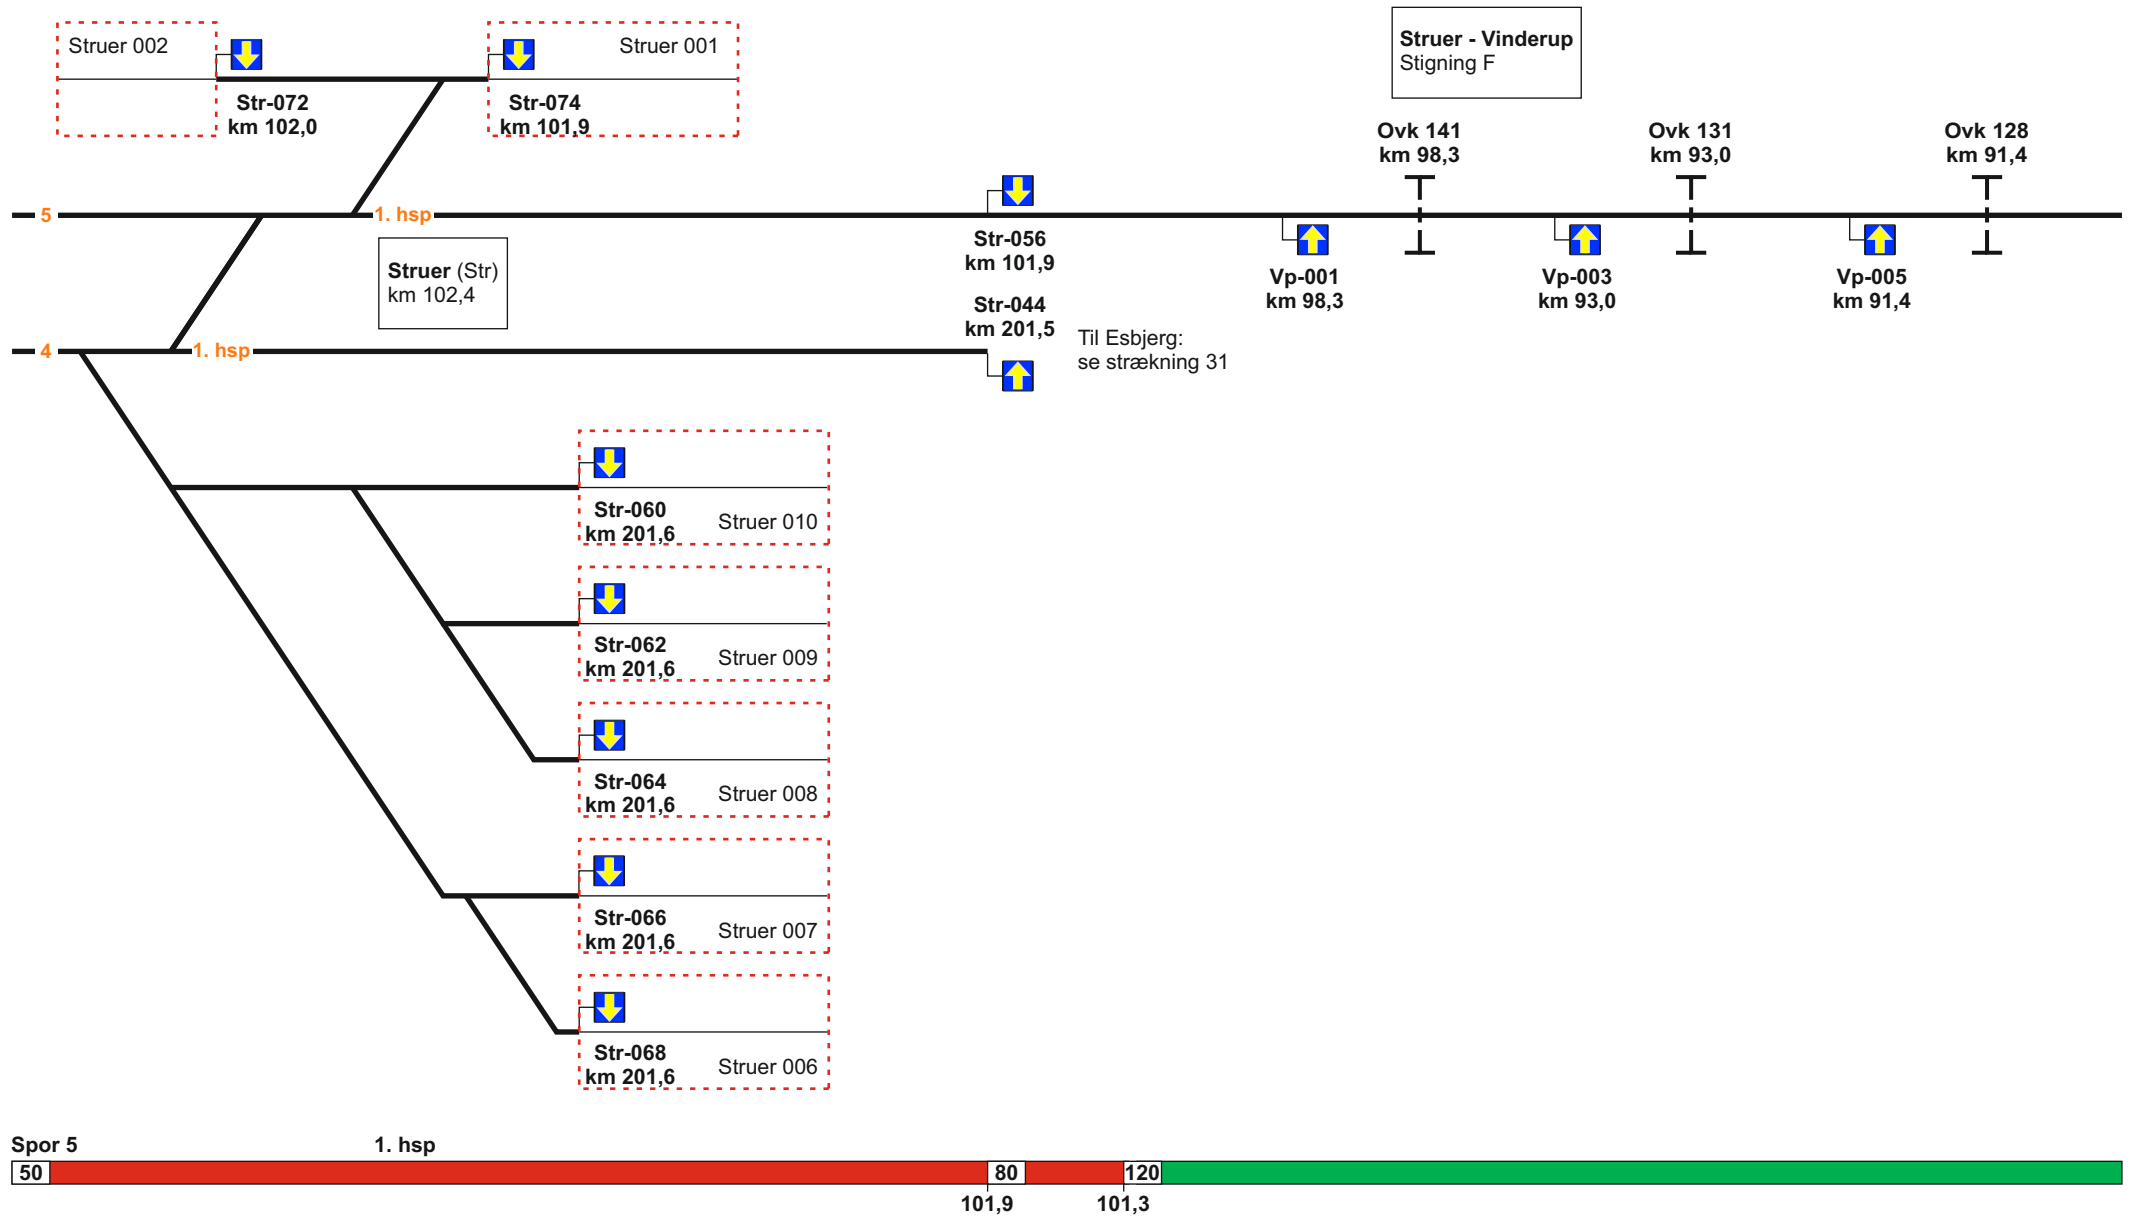 Struer 002
Struer 001
Str-072
km 102,0
Str-074
km 101,9
Struer - Vinderup
Stigning F
Ovk 141
km 98,3
Ovk 131
km 93,0
Ovk 128
km 91,4
5
1. hsp
Struer (Str)
km 102,4
Str-056
km 101,9
Vp-001
km 98,3
Vp-003
km 93,0
Vp-005
km 91,4
Str-044
km 201,5
Til Esbjerg:
se strækning 31
4
1. hsp
Str-060
km 201,6
Struer 010
Str-062
km 201,6
Struer 009
Str-064
km 201,6
Struer 008
Str-066
km 201,6
Struer 007
Str-068
km 201,6
Struer 006
Spor 5
1. hsp
50
80
120
101,9
101,3